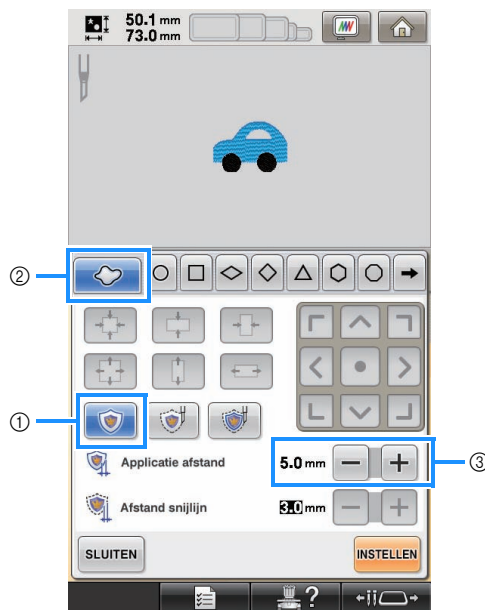 50.1 mm
73.0 mm
②
①
Applicatie afstand 5.0 mm − +
③
Afstand snijlijn 3.0 mm − +
SLUITEN INSTELLEN
?